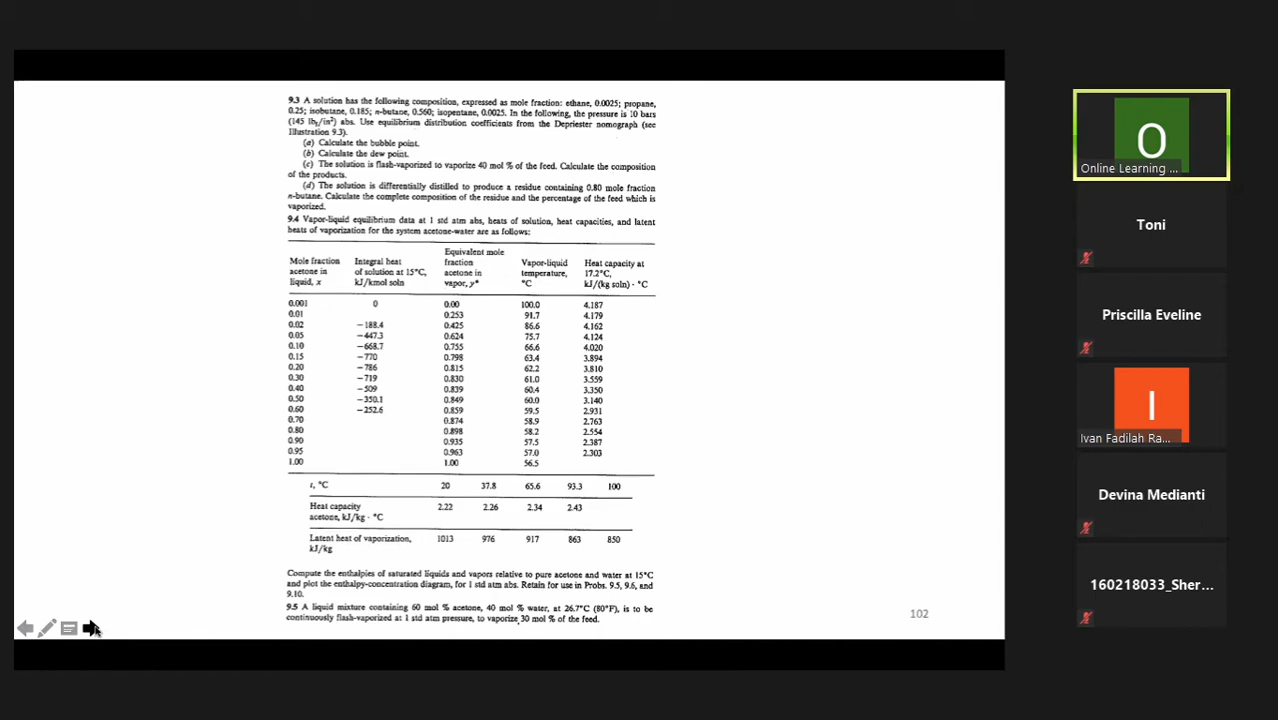 9.3 A solution has the following composition, expressed as mole fraction: ethane, 0.0025; propane,
0.25; isobutane, 0.185; n-butane, 0.560; isopentane, 0.0025. In the following, the pressure is 10 bars
(145 lbf/in²) abs. Use equilibrium distribution coefficients from the Depriester nomograph (see
Illustration 9.3).
(a) Calculate the bubble point.
(b) Calculate the dew point.
(c) The solution is flash-vaporized to vaporize 40 mol % of the feed. Calculate the composition
of the products.
(d) The solution is differentially distilled to produce a residue containing 0.80 mole fraction
n-butane. Calculate the complete composition of the residue and the percentage of the feed which is
vaporized.
9.4 Vapor-liquid equilibrium data at 1 std atm abs, heats of solution, heat capacities, and latent
heats of vaporization for the system acetone-water are as follows:
Mole fraction acetone in liquid, x
Integral heat of solution at 15°C, kJ/kmol soln
Equivalent mole fraction acetone in vapor, y*
Vapor-liquid temperature, °C
Heat capacity at 17.2°C, kJ/(kg soln) · °C
0.001 0 0.00 100.0 4.187
0.01 0.253 91.7 4.179
0.02 −188.4 0.425 86.6 4.162
0.05 −447.3 0.624 75.7 4.124
0.10 −668.7 0.755 66.6 4.020
0.15 −770 0.798 63.4 3.894
0.20 −786 0.815 62.2 3.810
0.30 −719 0.830 61.0 3.559
0.40 −509 0.839 60.4 3.350
0.50 −350.1 0.849 60.0 3.140
0.60 −252.6 0.859 59.5 2.931
0.70 0.874 58.9 2.763
0.80 0.898 58.2 2.554
0.90 0.935 57.5 2.387
0.95 0.963 57.0 2.303
1.00 1.00 56.5
t, °C 20 37.8 65.6 93.3 100
Heat capacity
acetone, kJ/kg · °C 2.22 2.26 2.34 2.43
Latent heat of vaporization,
kJ/kg 1013 976 917 863 850
Compute the enthalpies of saturated liquids and vapors relative to pure acetone and water at 15°C
and plot the enthalpy-concentration diagram, for 1 std atm abs. Retain for use in Probs. 9.5, 9.6, and
9.10.
9.5 A liquid mixture containing 60 mol % acetone, 40 mol % water, at 26.7°C (80°F), is to be
continuously flash-vaporized at 1 std atm pressure, to vaporize 30 mol % of the feed.
102
O
Online Learning ...
Toni
Priscilla Eveline
I
Ivan Fadilah Ra...
Devina Medianti
160218033_Sher...